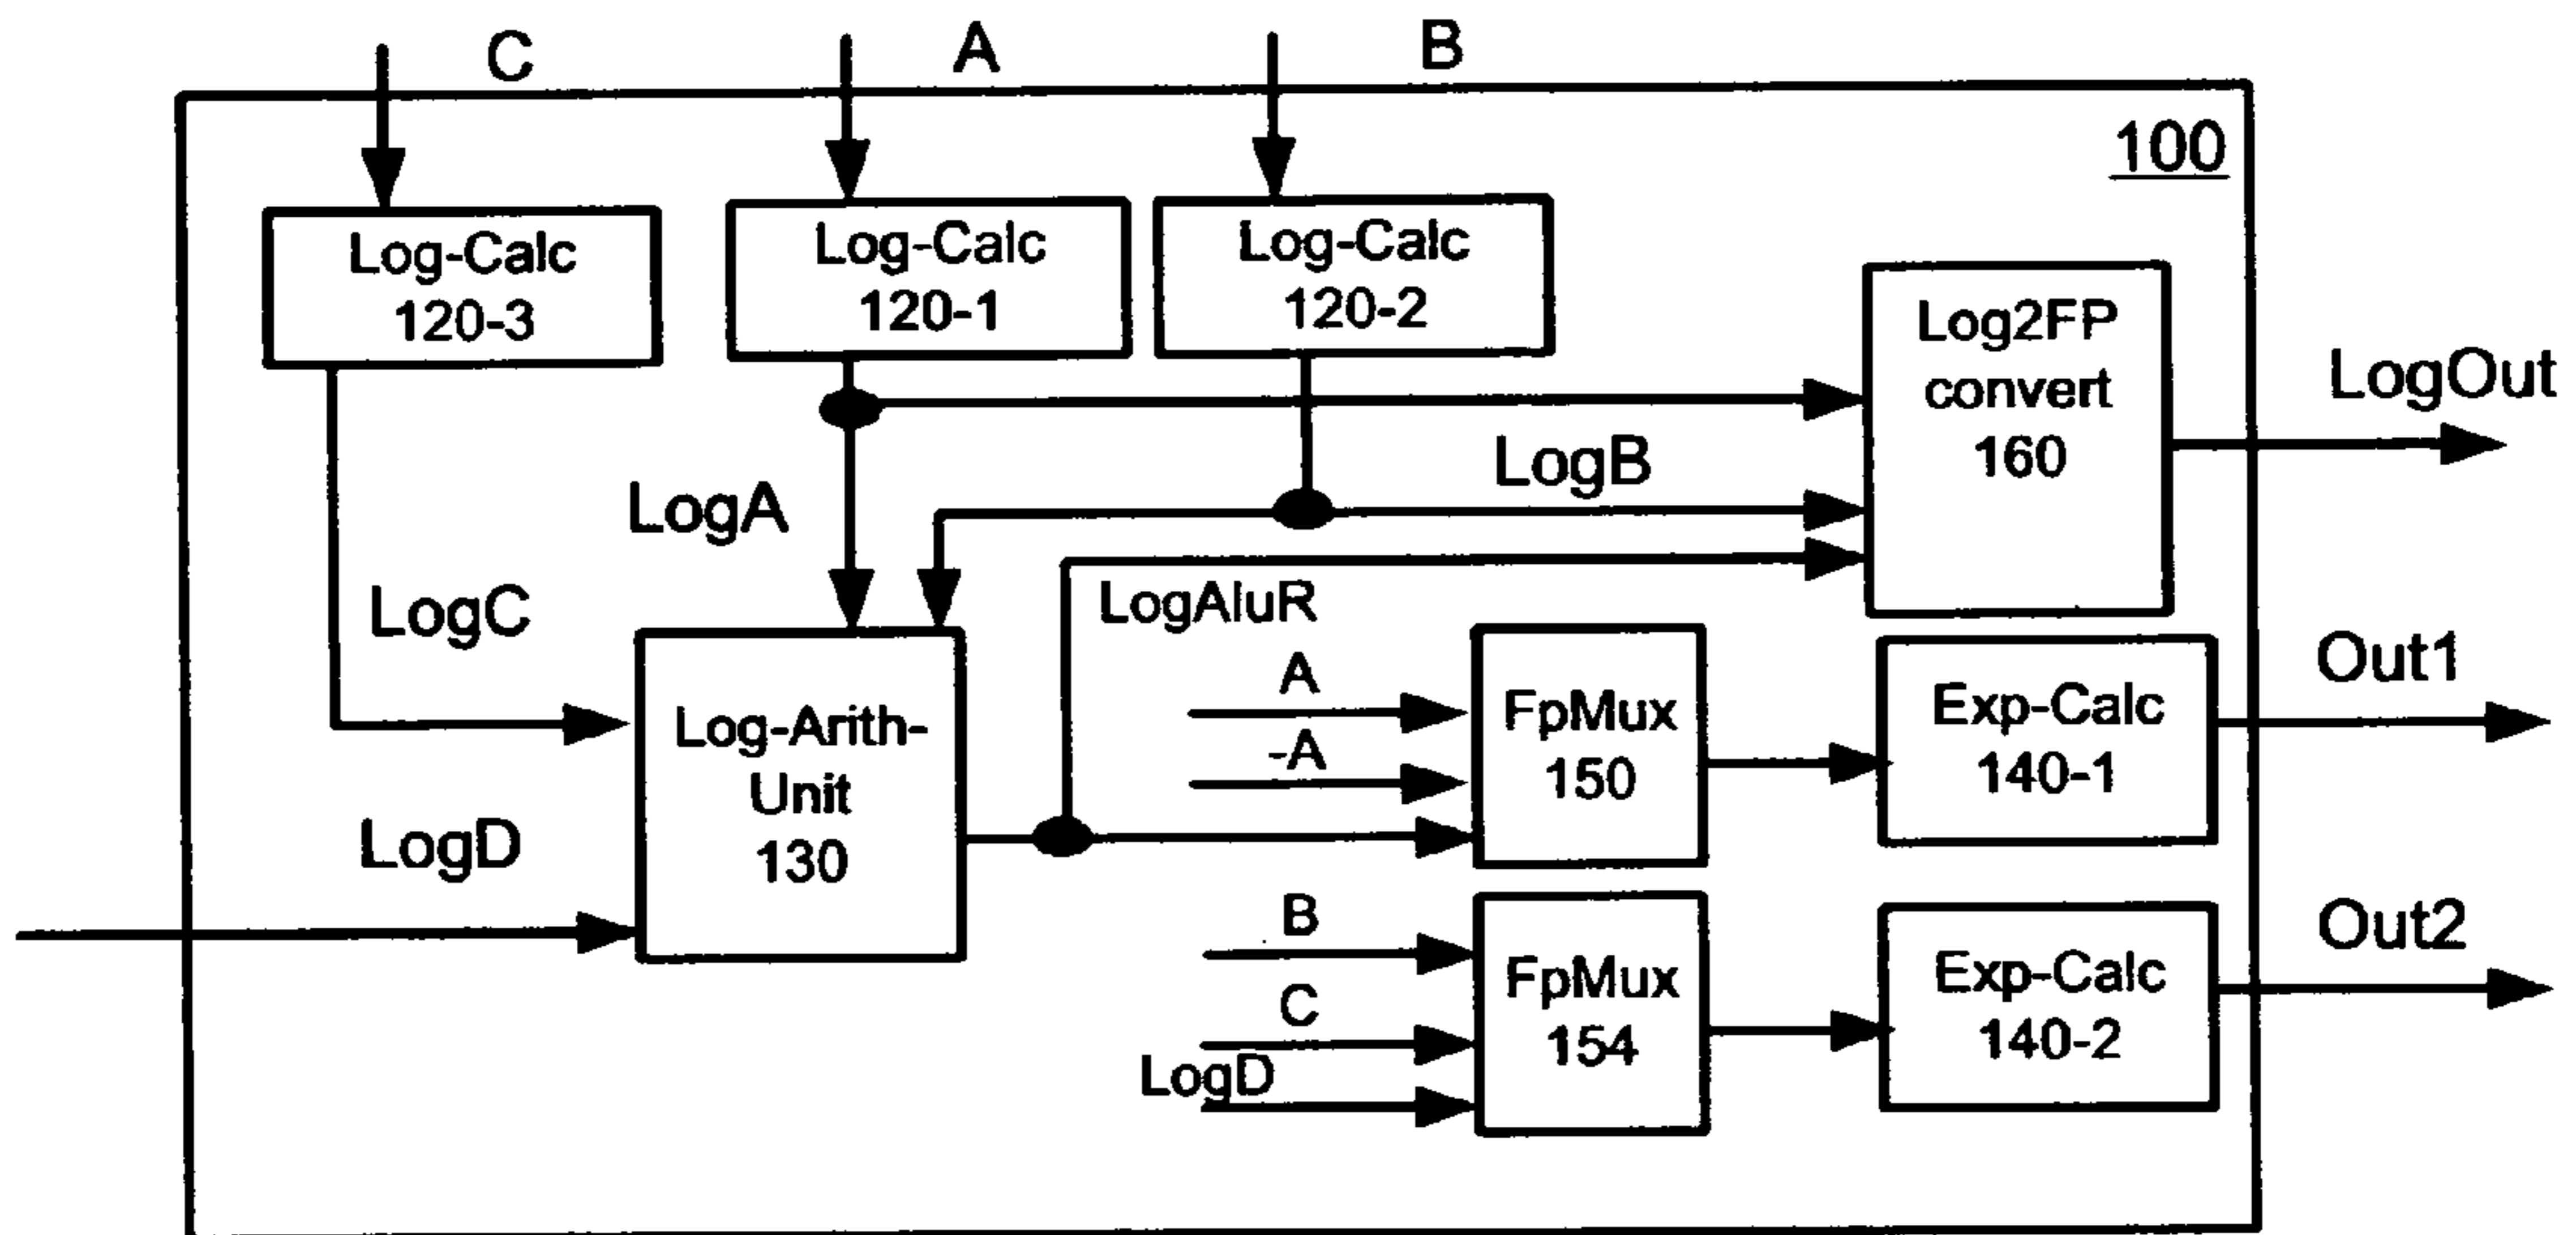 C
A
B
100
Log-Calc
120-3
Log-Calc
120-1
Log-Calc
120-2
Log2FP
convert
160
LogOut
LogB
LogA
LogC
LogAluR
LogD
Log-Arith-
Unit
130
A
-A
FpMux
150
Exp-Calc
140-1
Out1
B
C
LogD
FpMux
154
Exp-Calc
140-2
Out2